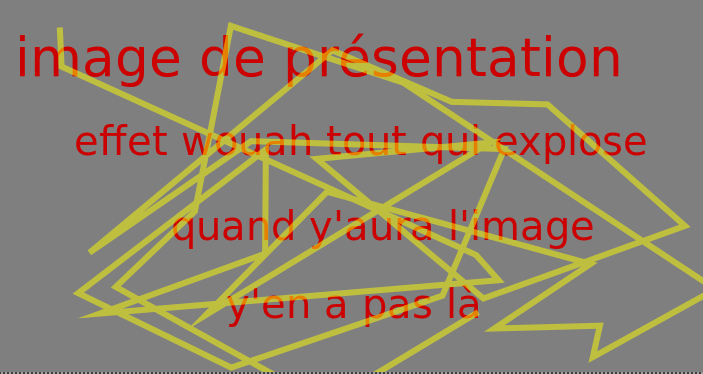 image de présentation
effet wouah tout qui explose
quand y'aura l'image
y'en a pas là